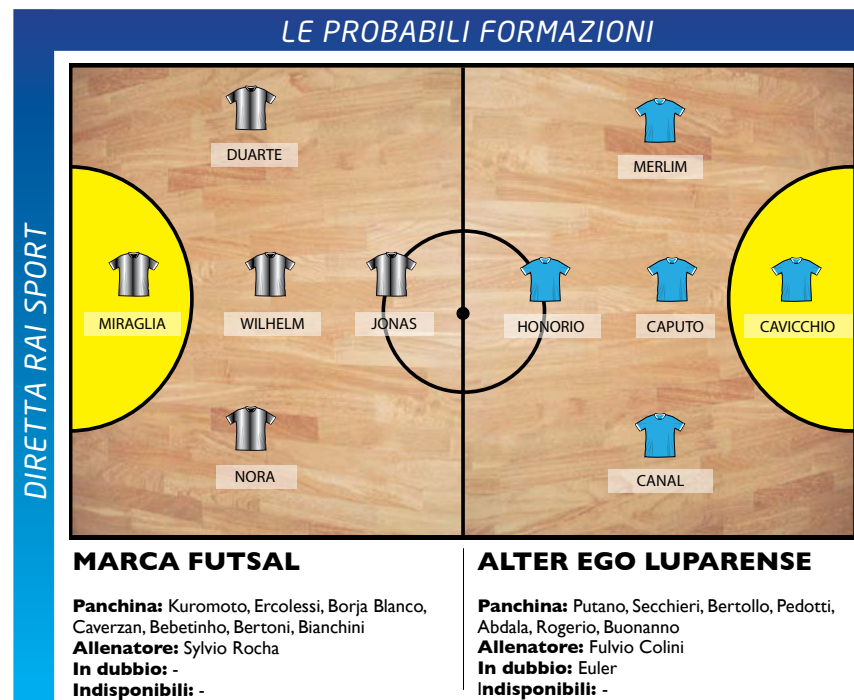 LE PROBABILI FORMAZIONI
DIRETTA RAI SPORT
DUARTE
MERLIM
MIRAGLIA
WILHELM
JONAS
HONORIO
CAPUTO
CAVICCHIO
NORA
CANAL
MARCA FUTSAL
Panchina: Kuromoto, Ercolessi, Borja Blanco,
Caverzan, Bebetinho, Bertoni, Bianchini
Allenatore: Sylvio Rocha
In dubbio: -
Indisponibili: -
ALTER EGO LUPARENSE
Panchina: Putano, Secchieri, Bertollo, Pedotti,
Abdala, Rogerio, Buonanno
Allenatore: Fulvio Colini
In dubbio: Euler
Indisponibili: -